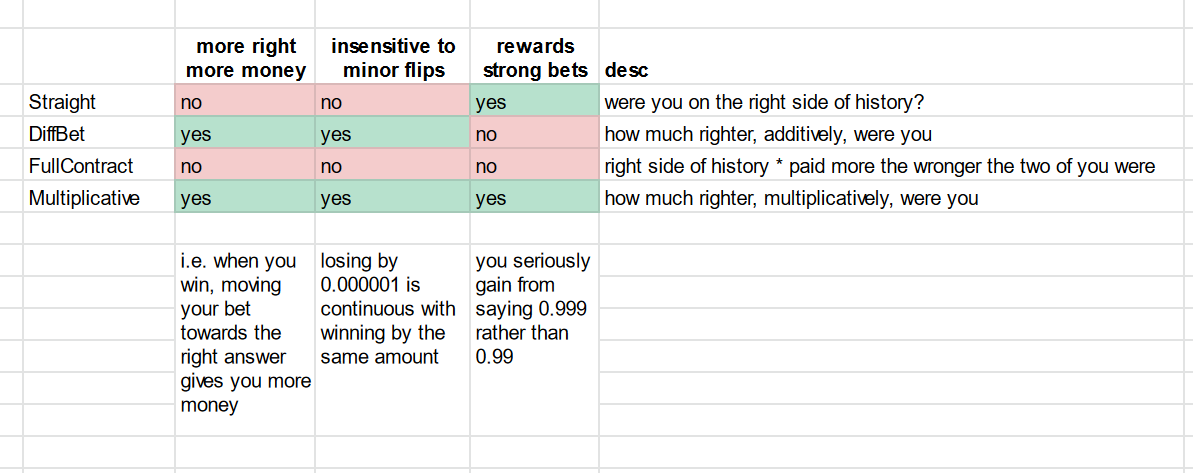 more right insensitive to rewards
more money minor flips strong bets desc
Straight no no yes were you on the right side of history?
DiffBet yes yes no how much righter, additively, were you
FullContract no no no right side of history * paid more the wronger the two of you were
Multiplicative yes yes yes how much righter, multiplicatively, were you
i.e. when you losing by you seriously
win, moving 0.000001 is gain from
your bet continuous with saying 0.999
towards the winning by the rather than
right answer same amount 0.99
gives you more
money